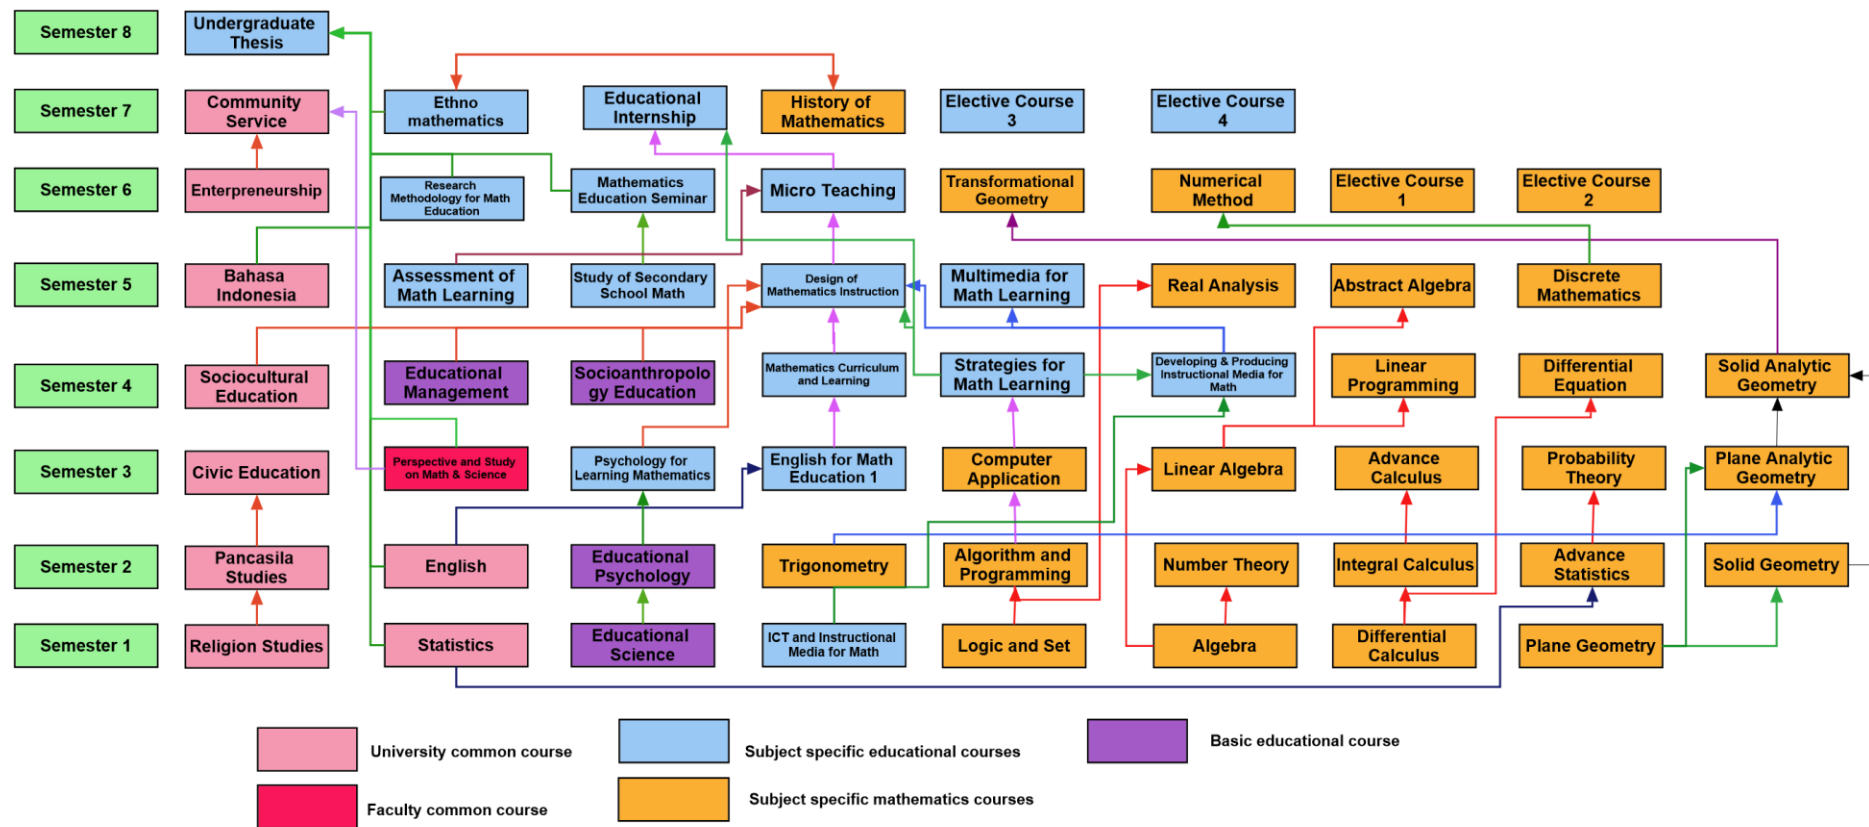 Semester 8
Undergraduate
Thesis
Semester 7
Community
Service
Ethno
mathematics
Educational
Internship
History of
Mathematics
Elective Course
3
Elective Course
4
Semester 6
Enterpreneurship
Research
Methodology for Math
Education
Mathematics
Education Seminar
Micro Teaching
Transformational
Geometry
Numerical
Method
Elective Course
1
Elective Course
2
Semester 5
Bahasa
Indonesia
Assessment of
Math Learning
Study of Secondary
School Math
Design of
Mathematics Instruction
Multimedia for
Math Learning
Real Analysis
Abstract Algebra
Discrete
Mathematics
Semester 4
Sociocultural
Education
Educational
Management
Socioanthropolo
gy Education
Mathematics Curriculum
and Learning
Strategies for
Math Learning
Developing & Producing
Instructional Media for
Math
Linear
Programming
Differential
Equation
Solid Analytic
Geometry
Semester 3
Civic Education
Perspective and Study
on Math & Science
Psychology for
Learning Mathematics
English for Math
Education 1
Computer
Application
Linear Algebra
Advance
Calculus
Probability
Theory
Plane Analytic
Geometry
Semester 2
Pancasila
Studies
English
Educational
Psychology
Trigonometry
Algorithm and
Programming
Number Theory
Integral Calculus
Advance
Statistics
Solid Geometry
Semester 1
Religion Studies
Statistics
Educational
Science
ICT and Instructional
Media for Math
Logic and Set
Algebra
Differential
Calculus
Plane Geometry
University common course
Subject specific educational courses
Basic educational course
Faculty common course
Subject specific mathematics courses